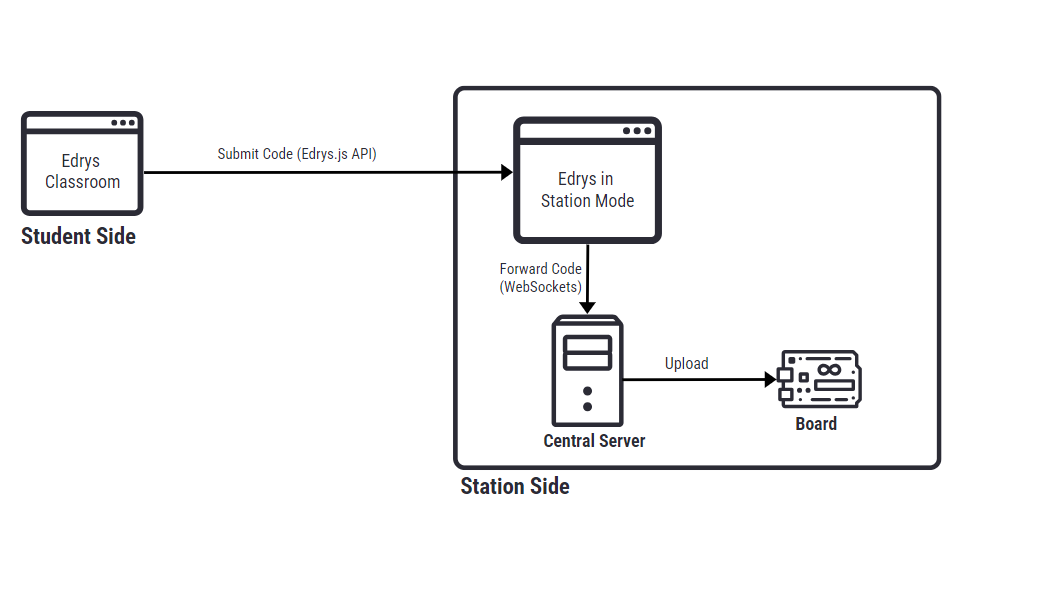 Edrys
Classroom
Student Side
Submit Code (Edrys.js API)
Edrys in
Station Mode
Forward Code
(WebSockets)
Central Server
Upload
Board
Station Side